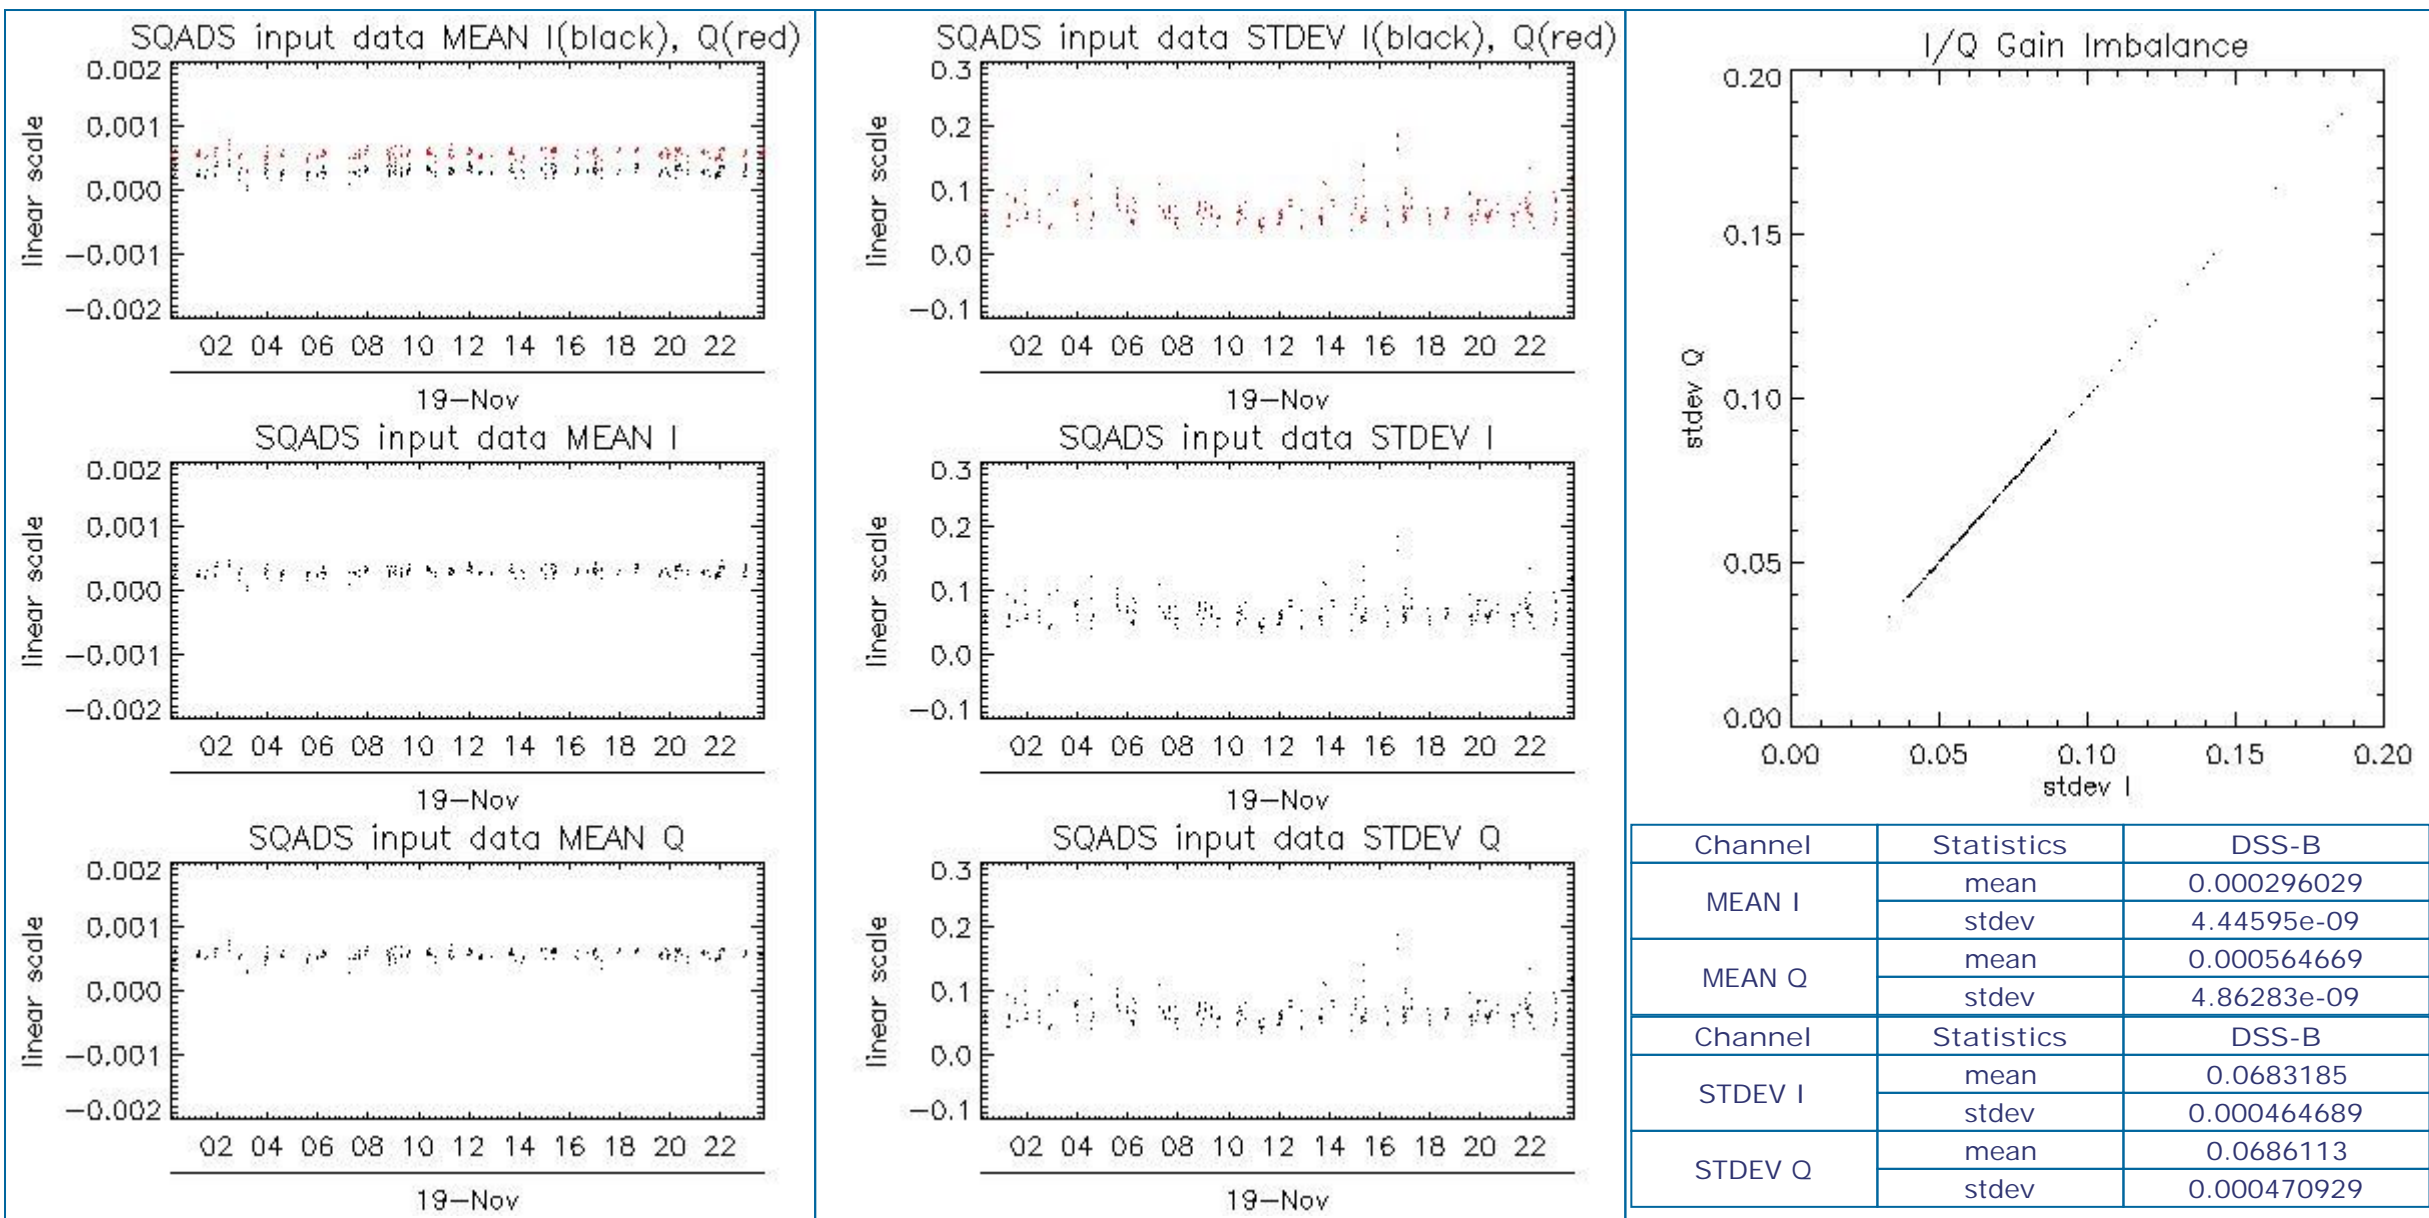 SQADS input data MEAN I(black), Q(red)
linear scale
0.002
0.001
0.000
-0.001
-0.002
02 04 06 08 10 12 14 16 18 20 22
19-Nov
SQADS input data MEAN I
linear scale
0.002
0.001
0.000
-0.001
-0.002
02 04 06 08 10 12 14 16 18 20 22
19-Nov
SQADS input data MEAN Q
linear scale
0.002
0.001
0.000
-0.001
-0.002
02 04 06 08 10 12 14 16 18 20 22
19-Nov
SQADS input data STDEV I(black), Q(red)
linear scale
0.3
0.2
0.1
0.0
-0.1
02 04 06 08 10 12 14 16 18 20 22
19-Nov
SQADS input data STDEV I
linear scale
0.3
0.2
0.1
0.0
-0.1
02 04 06 08 10 12 14 16 18 20 22
19-Nov
SQADS input data STDEV Q
linear scale
0.3
0.2
0.1
0.0
-0.1
02 04 06 08 10 12 14 16 18 20 22
19-Nov
I/Q Gain Imbalance
stdev Q
0.20
0.15
0.10
0.05
0.00
0.00 0.05 0.10 0.15 0.20
stdev I
Channel Statistics DSS-B
MEAN I
mean 0.000296029
stdev 4.44595e-09
MEAN Q
mean 0.000564669
stdev 4.86283e-09
Channel Statistics DSS-B
STDEV I
mean 0.0683185
stdev 0.000464689
STDEV Q
mean 0.0686113
stdev 0.000470929